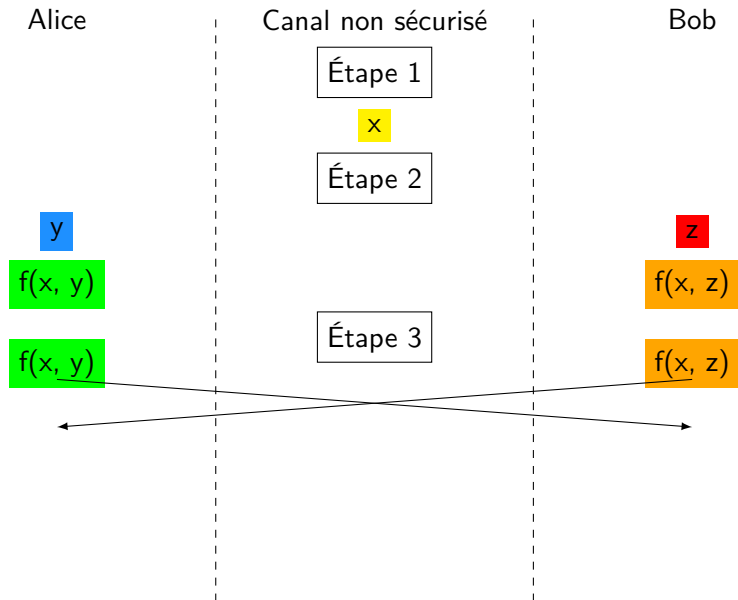 Alice Canal non sécurisé Bob
Étape 1
x
Étape 2
y z
f(x, y) f(x, z)
Étape 3
f(x, y) f(x, z)